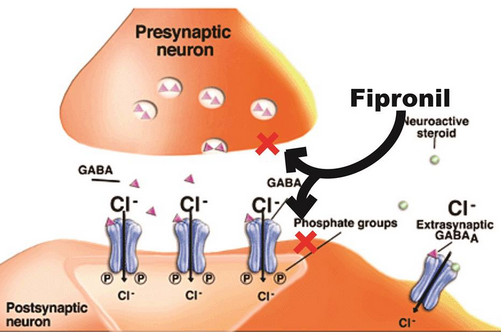 Presynaptic
neuron
Fipronil
Neuroactive
steroid
GABA
GABA
Cl-
Cl-
Cl-
Cl-
Phosphate groups
Extrasynaptic
GABAA
P P P P P P
Cl-
Cl-
Cl-
Cl-
Postsynaptic
neuron